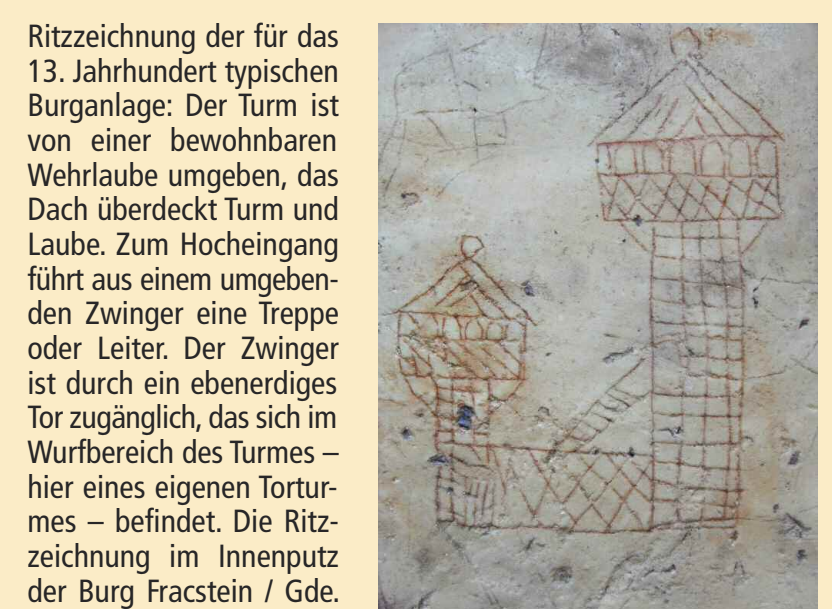 Ritzzeichnung der für das
13. Jahrhundert typischen
Burganlage: Der Turm ist
von einer bewohnbaren
Wehrlaube umgeben, das
Dach überdeckt Turm und
Laube. Zum Hocheingang
führt aus einem umgeben-
den Zwinger eine Treppe
oder Leiter. Der Zwinger
ist durch ein ebenerdiges
Tor zugänglich, das sich im
Wurfbereich des Turmes –
hier eines eigenen Tortur-
mes – befindet. Die Ritz-
zeichnung im Innenputz
der Burg Fracstein / Gde.